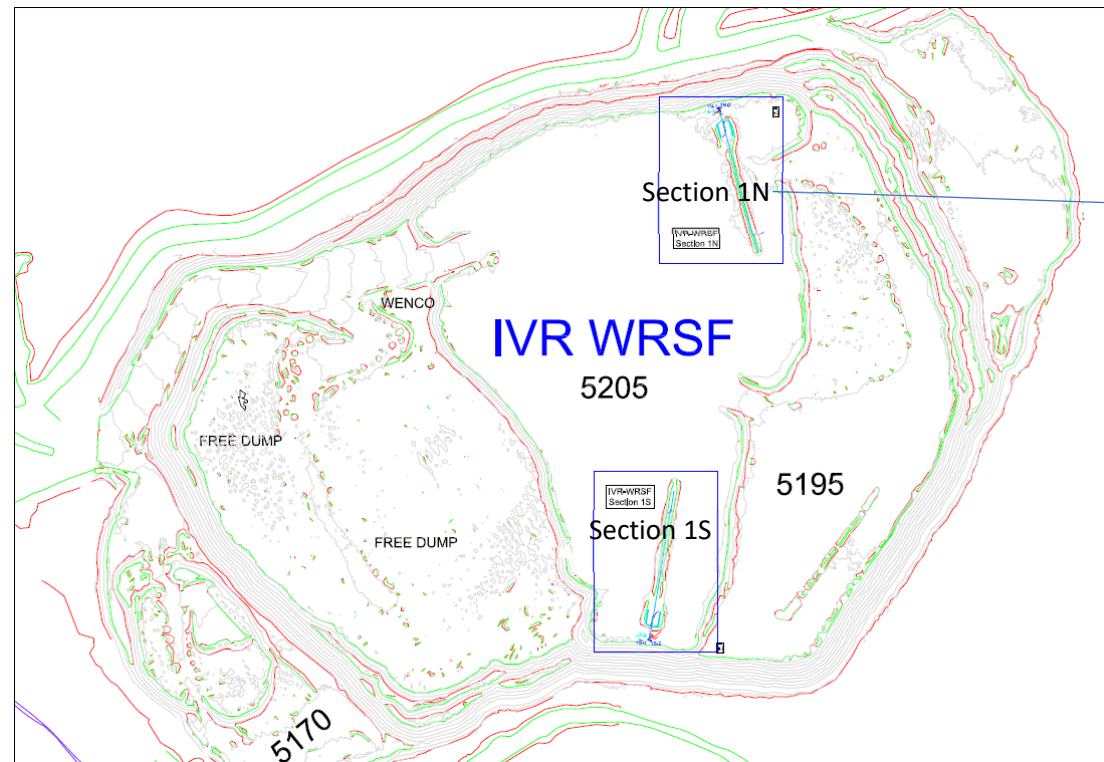 Section 1N
IVR-WRSF
Section 1N
WENCO
IVR WRSF
5205
FREE DUMP
5195
IVR-WRSF
Section 1S
Section 1S
FREE DUMP
5170